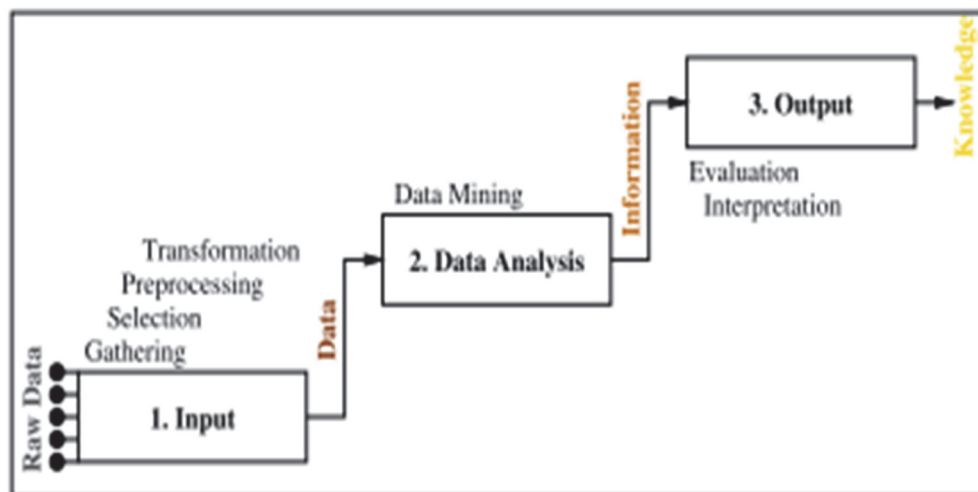 Knowledge
3. Output
Information
Evaluation
Interpretation
Data Mining
2. Data Analysis
Transformation
Preprocessing
Selection
Gathering
Data
Raw Data
1. Input